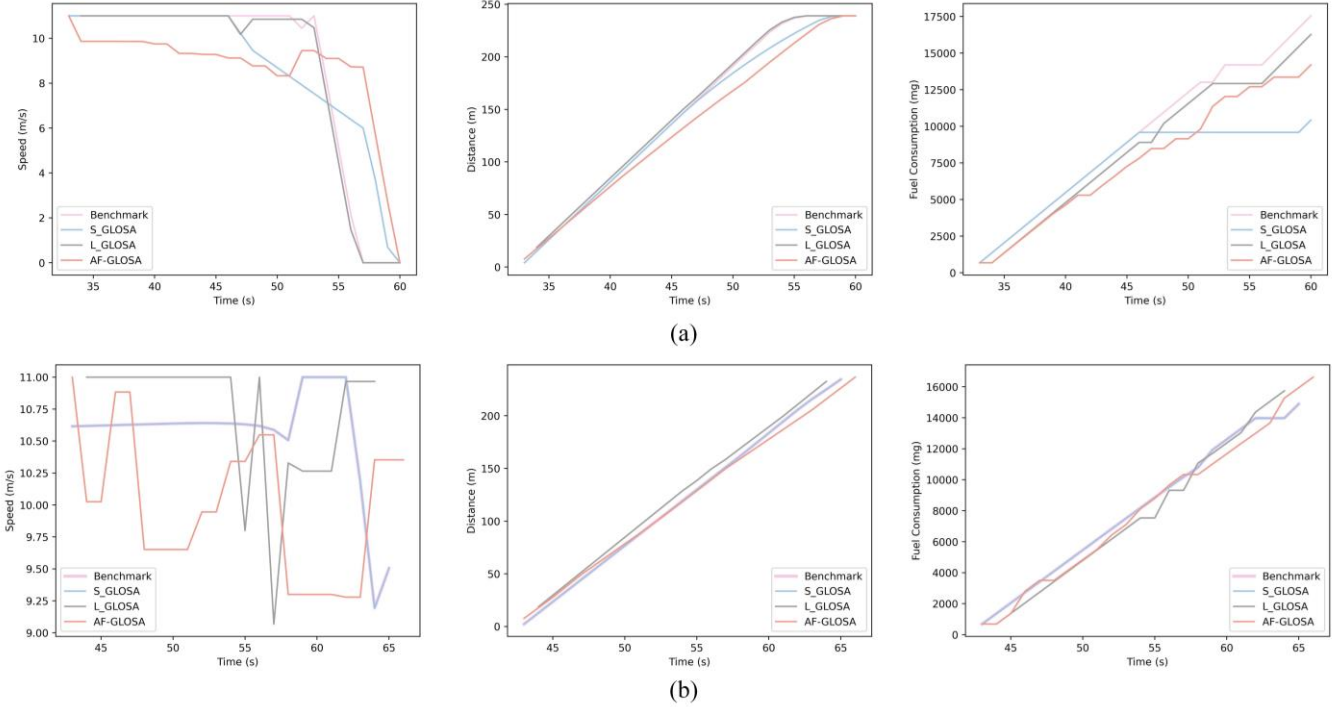 10
8
6
4
2
0
Speed (m/s)
Benchmark
S_GLOSA
L_GLOSA
AF-GLOSA
35
40
45
50
55
60
Time (s)
250
200
150
100
50
0
Distance (m)
Benchmark
S_GLOSA
L_GLOSA
AF-GLOSA
35
40
45
50
55
60
Time (s)
17500
15000
12500
10000
7500
5000
2500
0
Fuel Consumption (mg)
Benchmark
S_GLOSA
L_GLOSA
AF-GLOSA
35
40
45
50
55
60
Time (s)
(a)
11.00
10.75
10.50
10.25
10.00
9.75
9.50
9.25
9.00
Speed (m/s)
Benchmark
S_GLOSA
L_GLOSA
AF-GLOSA
45
50
55
60
65
Time (s)
200
150
100
50
0
Distance (m)
Benchmark
S_GLOSA
L_GLOSA
AF-GLOSA
45
50
55
60
65
Time (s)
16000
14000
12000
10000
8000
6000
4000
2000
0
Fuel Consumption (mg)
Benchmark
S_GLOSA
L_GLOSA
AF-GLOSA
45
50
55
60
65
Time (s)
(b)